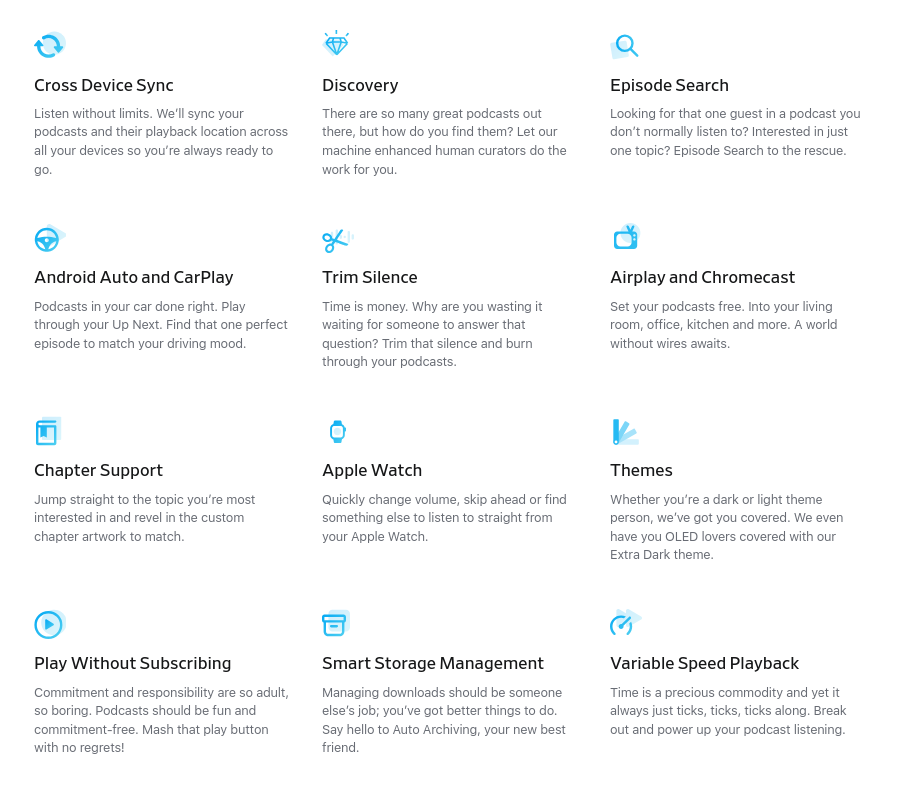 Cross Device Sync
Listen without limits. We’ll sync your
podcasts and their playback location across
all your devices so you’re always ready to
go.
Discovery
There are so many great podcasts out
there, but how do you find them? Let our
machine enhanced human curators do the
work for you.
Episode Search
Looking for that one guest in a podcast you
don’t normally listen to? Interested in just
one topic? Episode Search to the rescue.
Android Auto and CarPlay
Podcasts in your car done right. Play
through your Up Next. Find that one perfect
episode to match your driving mood.
Trim Silence
Time is money. Why are you wasting it
waiting for someone to answer that
question? Trim that silence and burn
through your podcasts.
Airplay and Chromecast
Set your podcasts free. Into your living
room, office, kitchen and more. A world
without wires awaits.
Chapter Support
Jump straight to the topic you’re most
interested in and revel in the custom
chapter artwork to match.
Apple Watch
Quickly change volume, skip ahead or find
something else to listen to straight from
your Apple Watch.
Themes
Whether you’re a dark or light theme
person, we’ve got you covered. We even
have you OLED lovers covered with our
Extra Dark theme.
Play Without Subscribing
Commitment and responsibility are so adult,
so boring. Podcasts should be fun and
commitment-free. Mash that play button
with no regrets!
Smart Storage Management
Managing downloads should be someone
else’s job; you’ve got better things to do.
Say hello to Auto Archiving, your new best
friend.
Variable Speed Playback
Time is a precious commodity and yet it
always just ticks, ticks, ticks along. Break
out and power up your podcast listening.